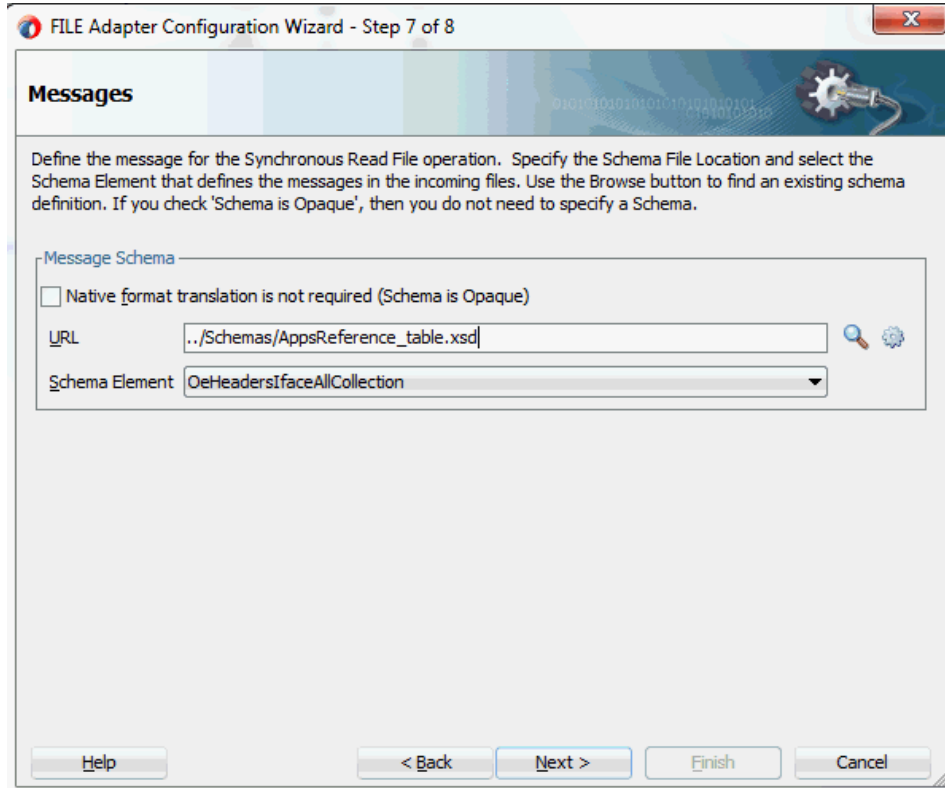 FILE Adapter Configuration Wizard - Step 7 of 8
Messages
Define the message for the Synchronous Read File operation.  Specify the Schema File Location and select the
Schema Element that defines the messages in the incoming files. Use the Browse button to find an existing schema
definition. If you check 'Schema is Opaque', then you do not need to specify a Schema.
Message Schema
Native format translation is not required (Schema is Opaque)
URL ../Schemas/AppsReference_table.xsd
Schema Element OeHeadersIfaceAllCollection
Help < Back Next > Finish Cancel